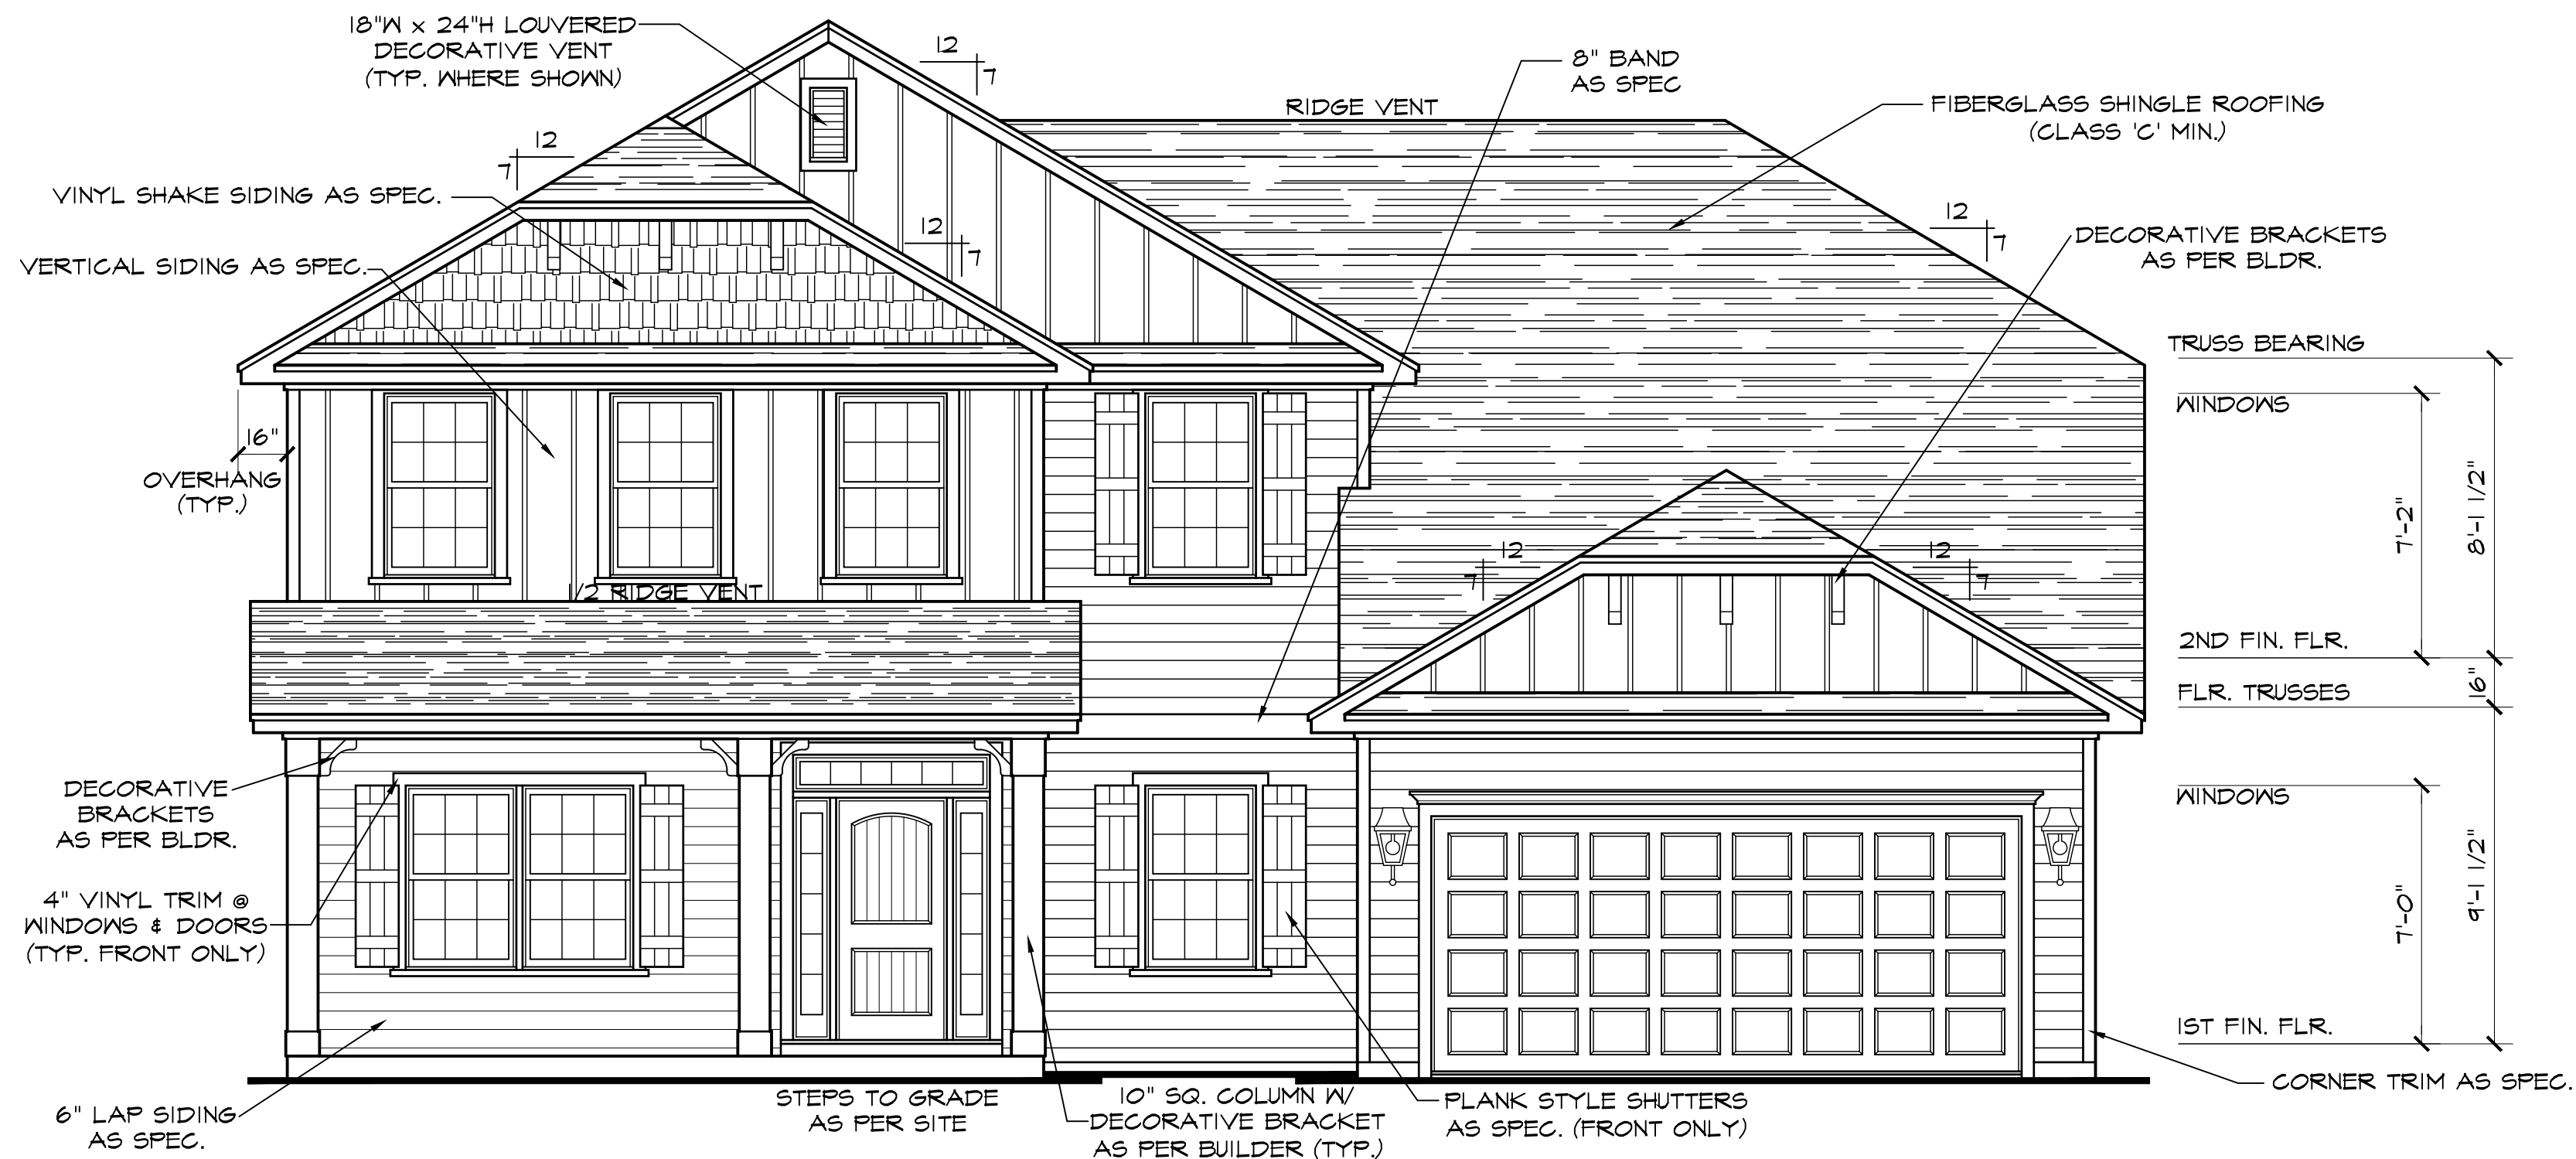 18"W x 24"H LOUVERED
DECORATIVE VENT
(TYP. WHERE SHOWN)
12
7
8" BAND
AS SPEC
RIDGE VENT
FIBERGLASS SHINGLE ROOFING
(CLASS 'C' MIN.)
12
7
VINYL SHAKE SIDING AS SPEC.
12
7
12
7
DECORATIVE BRACKETS
AS PER BLDR.
VERTICAL SIDING AS SPEC.
TRUSS BEARING
WINDOWS
16"
OVERHANG
(TYP.)
7'-2"
8'-1 1/2"
12
7
12
7
1/2 RIDGE VENT
2ND FIN. FLR.
16"
FLR. TRUSSES
DECORATIVE
BRACKETS
AS PER BLDR.
WINDOWS
4" VINYL TRIM @
WINDOWS & DOORS
(TYP. FRONT ONLY)
7'-0"
9'-1 1/2"
1ST FIN. FLR.
6" LAP SIDING
AS SPEC.
STEPS TO GRADE
AS PER SITE
10" SQ. COLUMN W/
DECORATIVE BRACKET
AS PER BUILDER (TYP.)
PLANK STYLE SHUTTERS
AS SPEC. (FRONT ONLY)
CORNER TRIM AS SPEC.